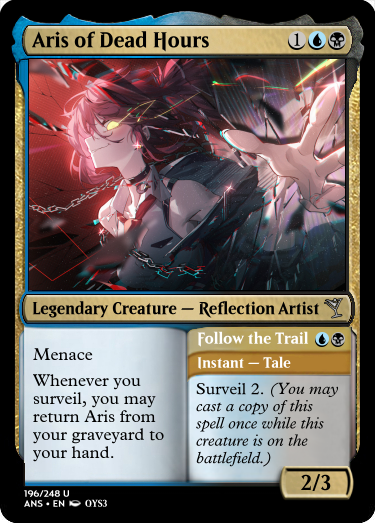 Aris of Dead Hours 1
Legendary Creature — Reflection Artist
Menace
Whenever you
surveil, you may
return Aris from
your graveyard to
your hand.
Follow the Trail
Instant — Tale
Surveil 2. (You may
cast a copy of this
spell once while this
creature is on the
battlefield.)
2/3
196/248 U
ANS • EN OYS3